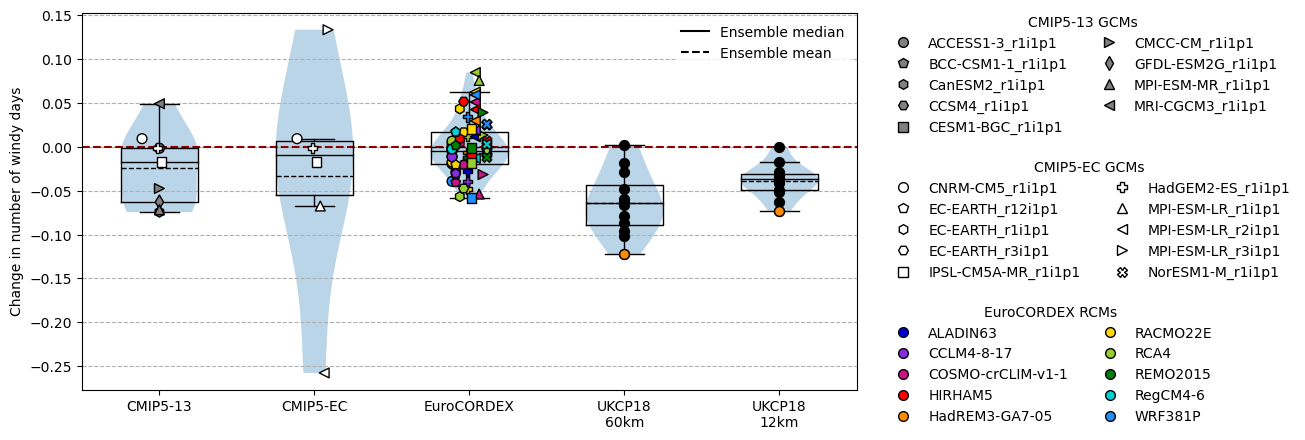 Change in number of windy days
0.15
0.10
0.05
0.00
−0.05
−0.10
−0.15
−0.20
−0.25
Ensemble median
Ensemble mean
CMIP5-13
CMIP5-EC
EuroCORDEX
UKCP18
60km
UKCP18
12km
CMIP5-13 GCMs
ACCESS1-3_r1i1p1
BCC-CSM1-1_r1i1p1
CanESM2_r1i1p1
CCSM4_r1i1p1
CESM1-BGC_r1i1p1
CMCC-CM_r1i1p1
GFDL-ESM2G_r1i1p1
MPI-ESM-MR_r1i1p1
MRI-CGCM3_r1i1p1
CMIP5-EC GCMs
CNRM-CM5_r1i1p1
EC-EARTH_r12i1p1
EC-EARTH_r1i1p1
EC-EARTH_r3i1p1
IPSL-CM5A-MR_r1i1p1
HadGEM2-ES_r1i1p1
MPI-ESM-LR_r1i1p1
MPI-ESM-LR_r2i1p1
MPI-ESM-LR_r3i1p1
NorESM1-M_r1i1p1
EuroCORDEX RCMs
ALADIN63
CCLM4-8-17
COSMO-crCLIM-v1-1
HIRHAM5
HadREM3-GA7-05
RACMO22E
RCA4
REMO2015
RegCM4-6
WRF381P